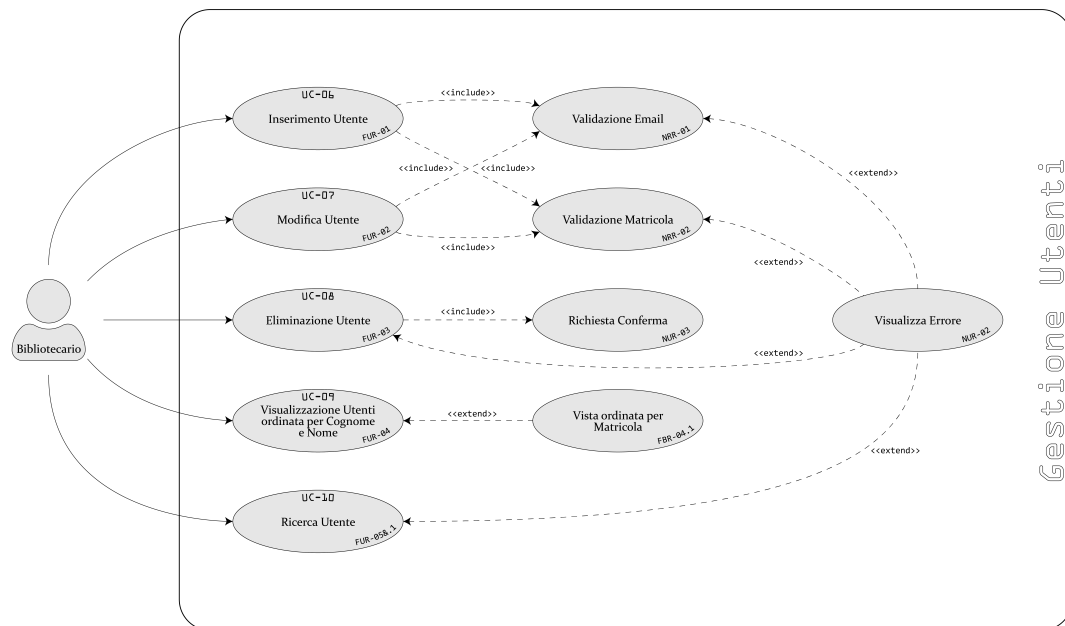 UC-06
Inserimento Utente
FUR-01
<<include>>
Validazione Email
NRR-01
<<include>>
<<include>>
<<extend>>
UC-07
Modifica Utente
FUR-02
<<include>>
Validazione Matricola
NRR-02
<<extend>>
Bibliotecario
UC-08
Eliminazione Utente
FUR-03
<<include>>
Richiesta Conferma
NUR-03
Visualizza Errore
NUR-02
<<extend>>
UC-09
Visualizzazione Utenti
ordinata per Cognome
e Nome
FUR-04
<<extend>>
Vista ordinata per
Matricola
FBR-04.1
<<extend>>
UC-10
Ricerca Utente
FUR-05&.1
Gestione Utenti